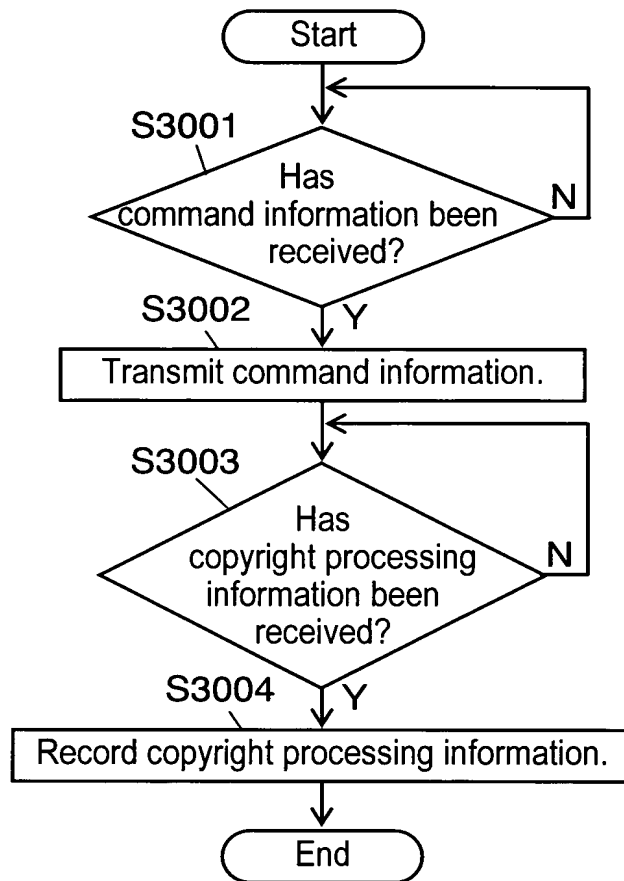 Start
S3001
Has
command information been
received?
N
Y
S3002
Transmit command information.
S3003
Has
copyright processing
information been
received?
N
Y
S3004
Record copyright processing information.
End